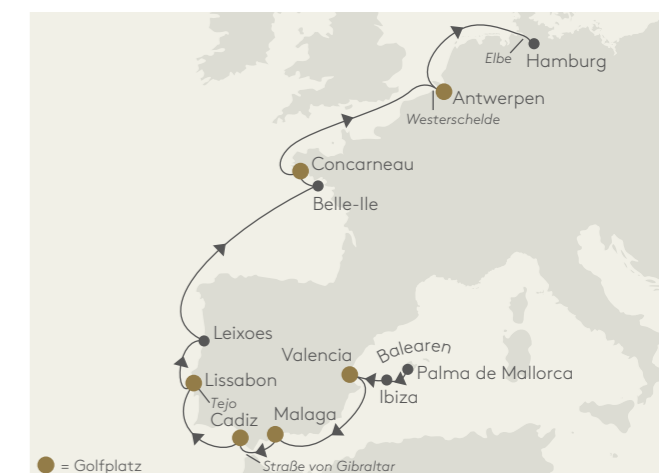 Elbe
Hamburg
Antwerpen
Westerschelde
Concarneau
Belle-Ile
Leixoes
Valencia
Balearen
Palma de Mallorca
Ibiza
Lissabon
Tejo
Cadiz
Malaga
= Golfplatz
Straße von Gibraltar